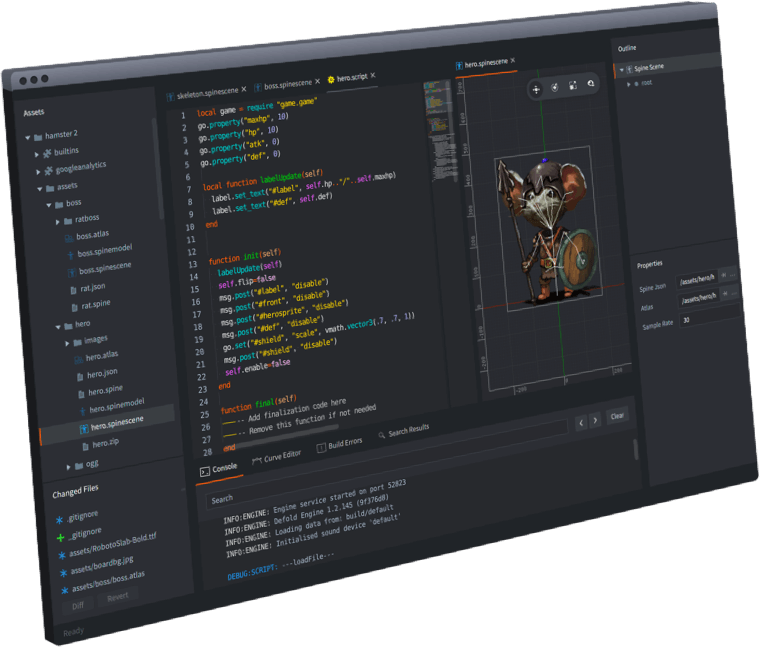 Assets
hamster 2
builtins
googleanalytics
assets
boss
ratboss
boss.atlas
boss.spinemodel
boss.spinescene
rat.json
rat.spine
hero
images
hero.atlas
hero.json
hero.spine
hero.spinemodel
hero.spinescene
hero.zip
ogg
Changed Files
.gitignore
_.gitignore
assets/RobotoSlab-Bold.ttf
assets/boardbg.jpg
assets/boss/boss.atlas
Diff Revert
Ready
skeleton.spinescene × boss.spinescene × hero.script ×
1 local game = require "game.game"
2 go.property("maxhp", 10)
3 go.property("hp", 10)
4 go.property("atk", 0)
5 go.property("def", 0)
6
7 local function labelUpdate(self)
8 label.set_text("#label", self.hp.."/"..self.maxhp)
9 label.set_text("#def", self.def)
10 end
11
12
13 function init(self)
14 labelUpdate(self)
15 self.flip=false
16 msg.post("#label", "disable")
17 msg.post("#front", "disable")
18 msg.post("#herosprite", "disable")
19 msg.post("#def", "disable")
20 go.set("#shield", "scale", vmath.vector3(.7, .7, 1))
21 msg.post("#shield", "disable")
22 self.enable=false
23 end
24
25 function final(self)
26 -- Add finalization code here
27 -- Remove this function if not needed
28 end
hero.spinescene ×
-200 0 200
Outline
Spine Scene
root
Properties
Spine Json /assets/hero/h ...
Atlas /assets/hero/h ...
Sample Rate 30
Console Curve Editor Build Errors Search Results
Search < > Clear
INFO:ENGINE: Engine service started on port 52823
INFO:ENGINE: Defold Engine 1.2.145 (9f376d8)
INFO:ENGINE: Loading data from: build/default
INFO:ENGINE: Initialised sound device 'default'
DEBUG:SCRIPT: ---loadFile---